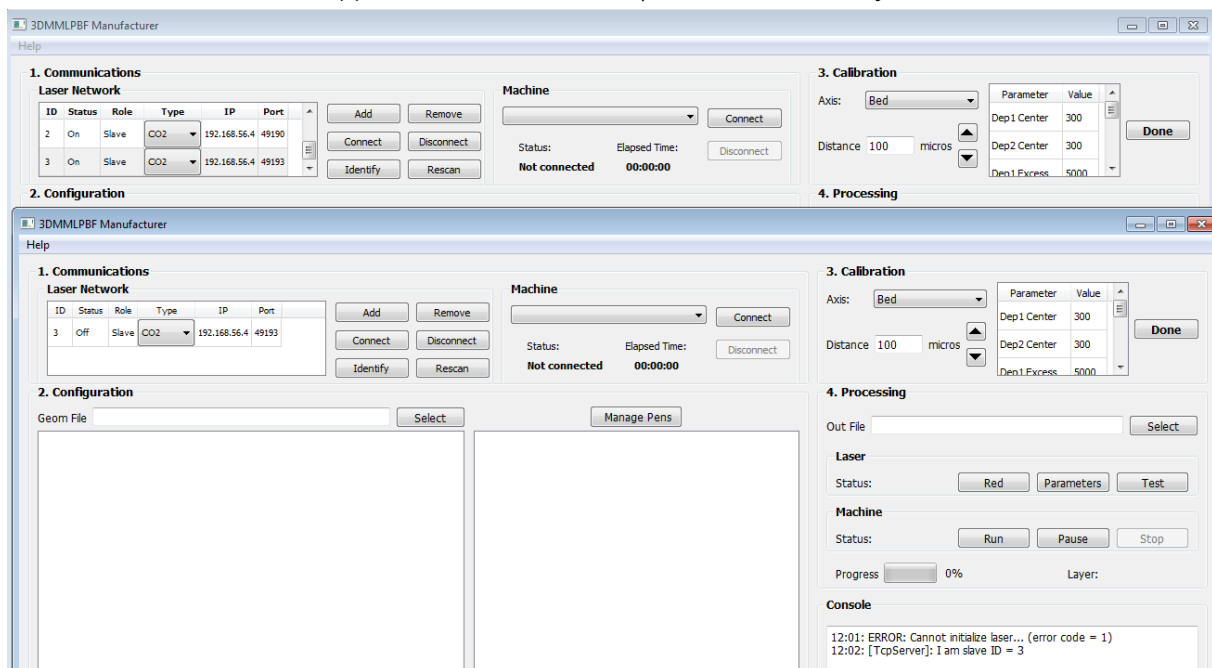 3DMMLPBF Manufacturer
Help
1. Communications
Laser Network
ID Status Role Type IP Port
2 On Slave CO2 192.168.56.4 49190
3 On Slave CO2 192.168.56.4 49193
Add Remove
Connect Disconnect
Identify Rescan
Machine
Connect
Status: Elapsed Time: Disconnect
Not connected 00:00:00
3. Calibration
Axis: Bed
Distance 100 micros
Parameter Value
Dep1 Center 300
Dep2 Center 300
Dep1 Excess 5000
Done
2. Configuration
4. Processing
3DMMLPBF Manufacturer
Help
1. Communications
Laser Network
ID Status Role Type IP Port
3 Off Slave CO2 192.168.56.4 49193
Add Remove
Connect Disconnect
Identify Rescan
Machine
Connect
Status: Elapsed Time: Disconnect
Not connected 00:00:00
3. Calibration
Axis: Bed
Distance 100 micros
Parameter Value
Dep1 Center 300
Dep2 Center 300
Dep1 Excess 5000
Done
2. Configuration
Geom File Select
Manage Pens
4. Processing
Out File Select
Laser
Status: Red Parameters Test
Machine
Status: Run Pause Stop
Progress 0% Layer:
Console
12:01: ERROR: Cannot initialize laser... (error code = 1)
12:02: [TcpServer]: I am slave ID = 3